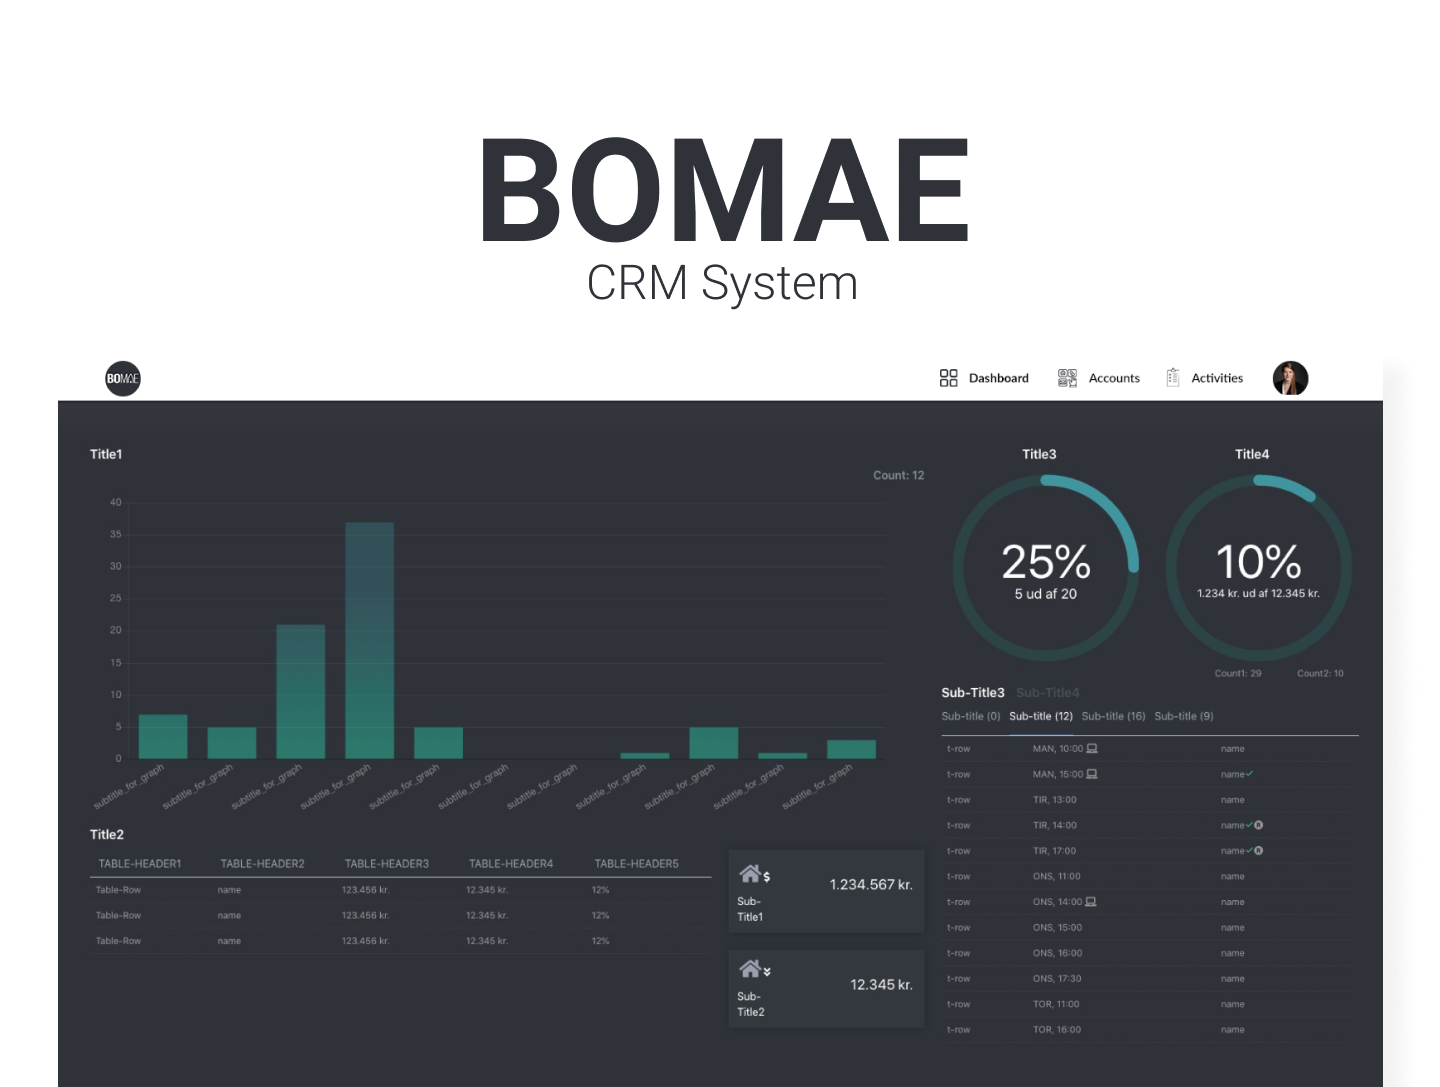 BOMAE
CRM System
BOMAE
Dashboard
Accounts
Activities
Title1
Count: 12
40
35
30
25
20
15
10
5
0
subtitle_for_graph
subtitle_for_graph
subtitle_for_graph
subtitle_for_graph
subtitle_for_graph
subtitle_for_graph
subtitle_for_graph
subtitle_for_graph
subtitle_for_graph
subtitle_for_graph
subtitle_for_graph
Title2
TABLE-HEADER1 TABLE-HEADER2 TABLE-HEADER3 TABLE-HEADER4 TABLE-HEADER5
Table-Row name 123.456 kr. 12.345 kr. 12%
Table-Row name 123.456 kr. 12.345 kr. 12%
Table-Row name 123.456 kr. 12.345 kr. 12%
$
1.234.567 kr.
Sub-
Title1
12.345 kr.
Sub-
Title2
Title3
25%
5 ud af 20
Title4
10%
1.234 kr. ud af 12.345 kr.
Count1: 29 Count2: 10
Sub-Title3 Sub-Title4
Sub-title (0) Sub-title (12) Sub-title (16) Sub-title (9)
t-row MAN, 10:00 name
t-row MAN, 15:00 name
t-row TIR, 13:00 name
t-row TIR, 14:00 name
t-row TIR, 17:00 name
t-row ONS, 11:00 name
t-row ONS, 14:00 name
t-row ONS, 15:00 name
t-row ONS, 16:00 name
t-row ONS, 17:30 name
t-row TOR, 11:00 name
t-row TOR, 16:00 name